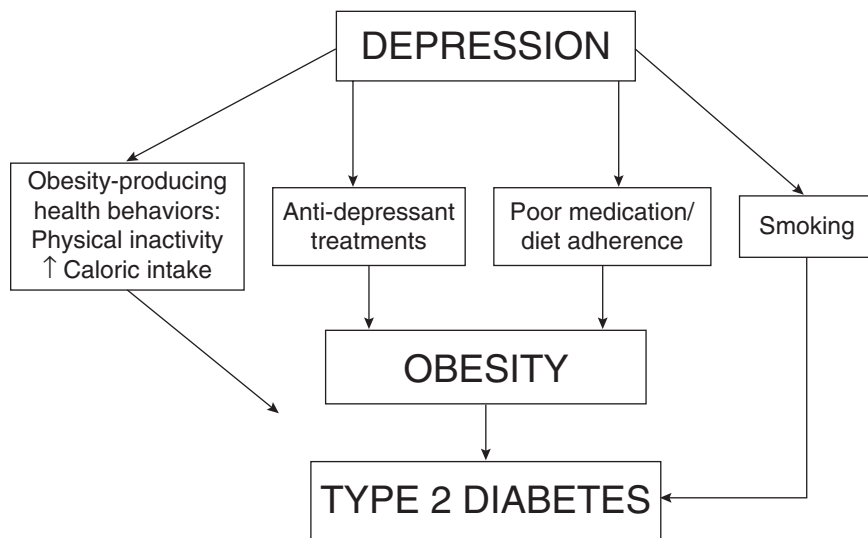 DEPRESSION
Obesity-producing
health behaviors:
Physical inactivity
↑ Caloric intake
Anti-depressant
treatments
Poor medication/
diet adherence
Smoking
OBESITY
TYPE 2 DIABETES